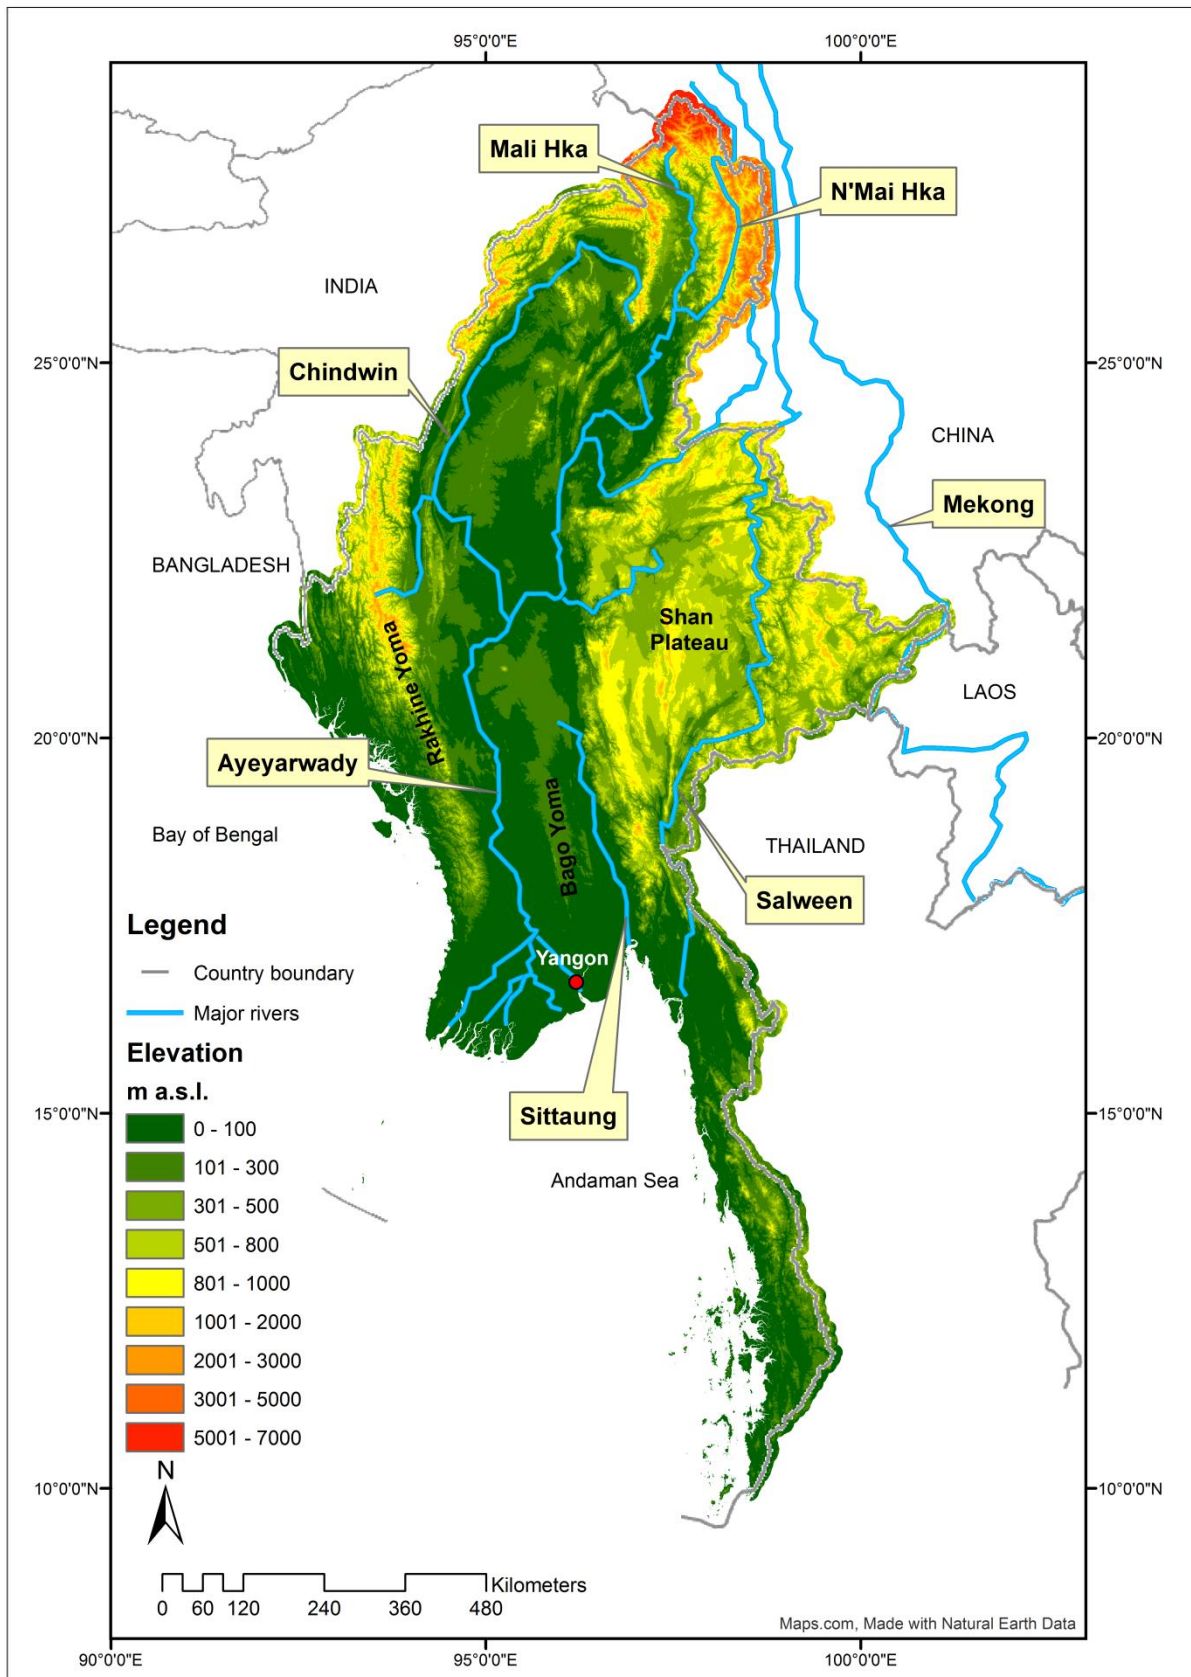 95°0'0"E
100°0'0"E
Mali Hka
N'Mai Hka
INDIA
25°0'0"N
25°0'0"N
Chindwin
CHINA
Mekong
BANGLADESH
Shan
Plateau
Rakhine Yoma
LAOS
20°0'0"N
20°0'0"N
Ayeyarwady
Bago Yoma
Bay of Bengal
THAILAND
Salween
Legend
Country boundary
Major rivers
Yangon
Elevation
m a.s.l.
0 - 100
101 - 300
301 - 500
501 - 800
801 - 1000
1001 - 2000
2001 - 3000
3001 - 5000
5001 - 7000
Sittaung
15°0'0"N
15°0'0"N
Andaman Sea
N
10°0'0"N
10°0'0"N
Kilometers
0 60 120 240 360 480
Maps.com, Made with Natural Earth Data
90°0'0"E
95°0'0"E
100°0'0"E